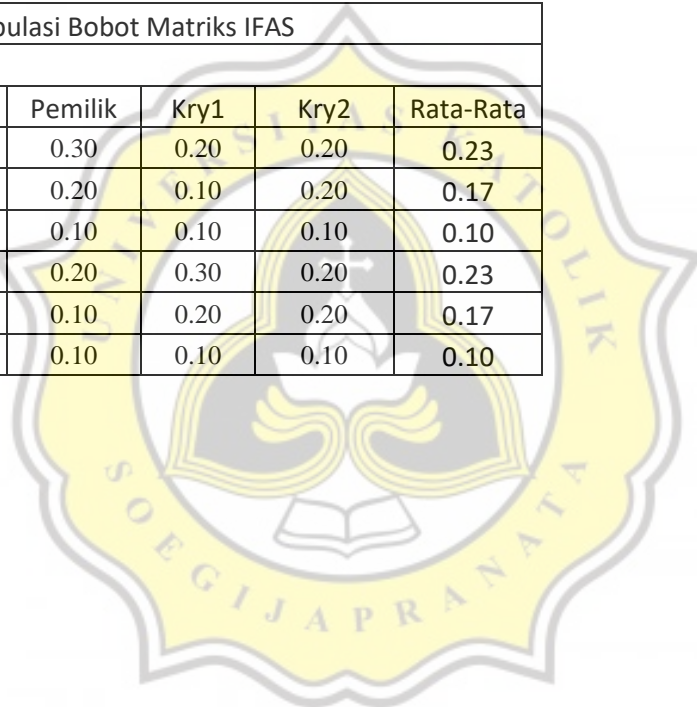 bulasi Bobot Matriks IFAS
Pemilik Kry1 Kry2 Rata-Rata
0.30 0.20 0.20 0.23
0.20 0.10 0.20 0.17
0.10 0.10 0.10 0.10
0.20 0.30 0.20 0.23
0.10 0.20 0.20 0.17
0.10 0.10 0.10 0.10
UNIVERSITAS KATOLIK
SOEGIJAPRANATA